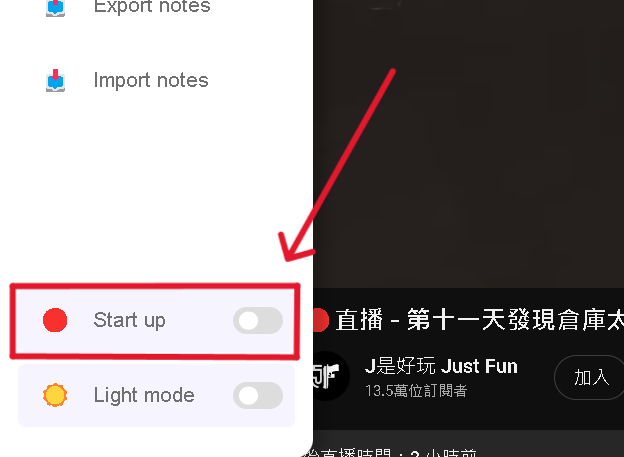 Export notes
Import notes
Start up
Light mode
直播 - 第十一天發現倉庫太
J是好玩 Just Fun
13.5萬位訂閱者
加入
直播時間：2 小時前